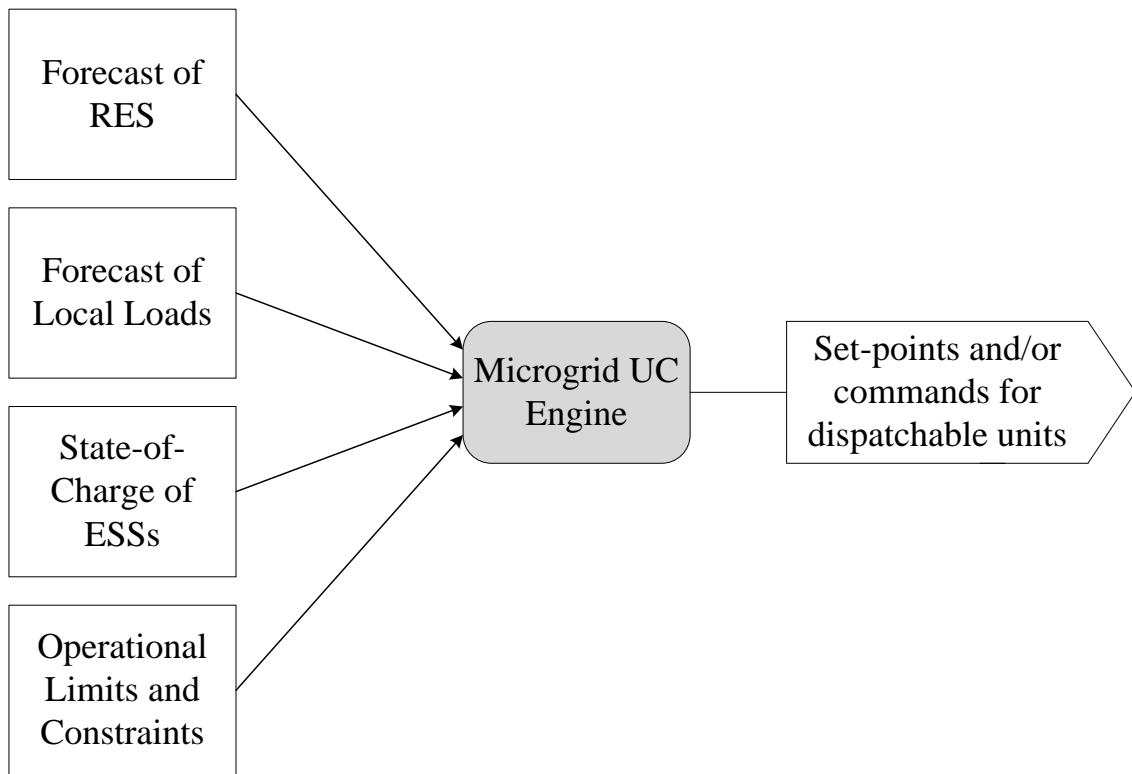 Forecast of
RES
Forecast of
Local Loads
State-of-
Charge of
ESSs
Operational
Limits and
Constraints
Microgrid UC
Engine
Set-points and/or
commands for
dispatchable units